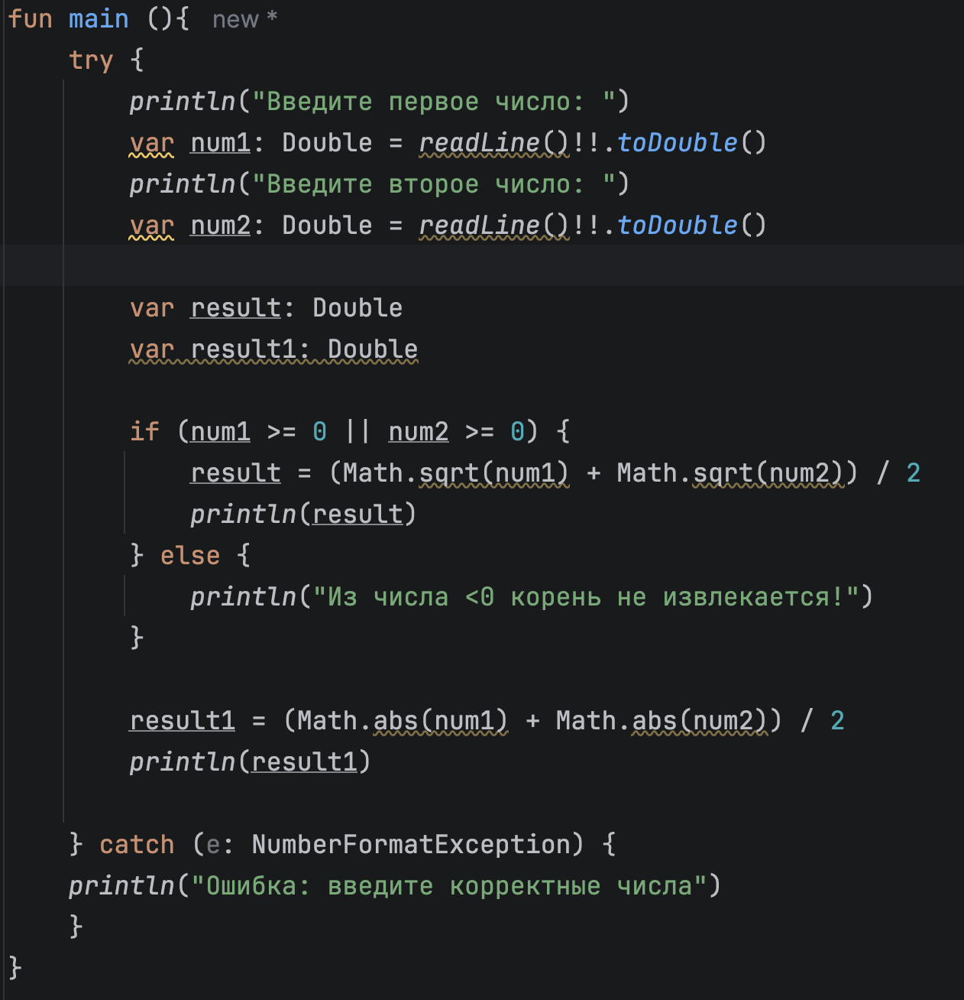 fun main (){ new *
    try {
        println("Введите первое число: ")
        var num1: Double = readLine()!!.toDouble()
        println("Введите второе число: ")
        var num2: Double = readLine()!!.toDouble()

        var result: Double
        var result1: Double

        if (num1 >= 0 || num2 >= 0) {
            result = (Math.sqrt(num1) + Math.sqrt(num2)) / 2
            println(result)
        } else {
            println("Из числа <0 корень не извлекается!")
        }

        result1 = (Math.abs(num1) + Math.abs(num2)) / 2
        println(result1)

    } catch (e: NumberFormatException) {
    println("Ошибка: введите корректные числа")
    }
}